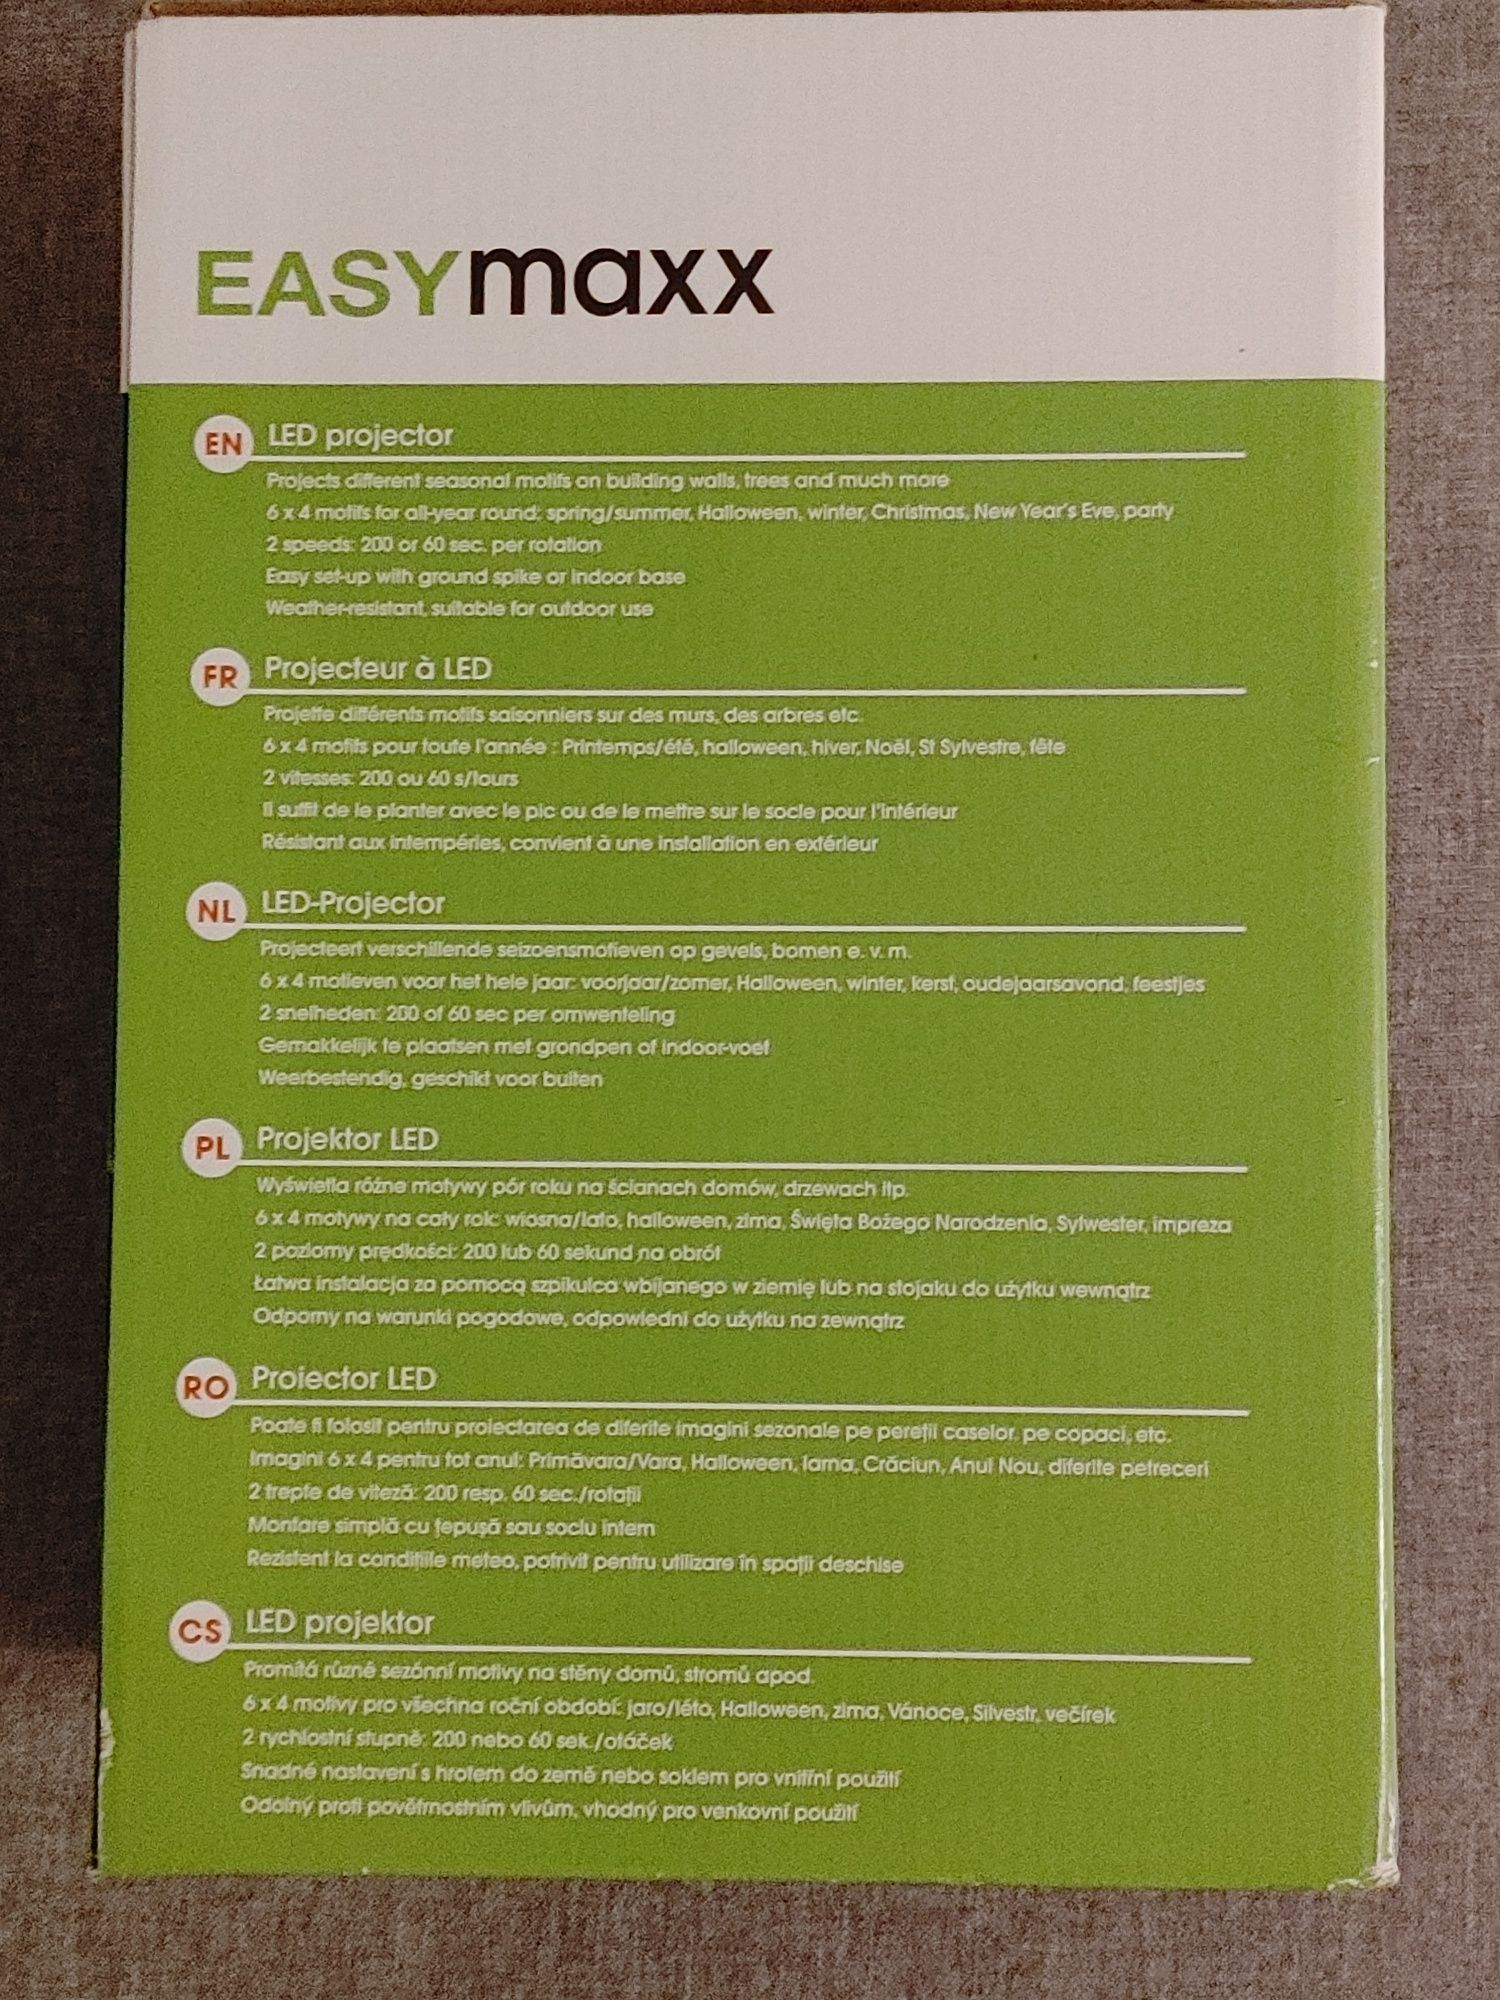 EASYmaxx
EN LED projector
Projects different seasonal motifs on building walls, trees and much more
6 x 4 motifs for all-year round: spring/summer, Halloween, winter, Christmas, New Year's Eve, party
2 speeds: 200 or 60 sec. per rotation
Easy set-up with ground spike or indoor base
Weather-resistant, suitable for outdoor use
FR Projecteur à LED
Projette différents motifs saisonniers sur des murs, des arbres etc.
6 x 4 motifs pour toute l'année : Printemps/été, halloween, hiver, Noël, St Sylvestre, fête
2 vitesses: 200 ou 60 s/tours
Il suffit de le planter avec le pic ou de le mettre sur le socle pour l'intérieur
Résistant aux intempéries, convient à une installation en extérieur
NL LED-Projector
Projecteert verschillende seizoensmotieven op gevels, bomen e. v. m.
6 x 4 motieven voor het hele jaar: voorjaar/zomer, Halloween, winter, kerst, oudejaarsavond, feestjes
2 snelheden: 200 of 60 sec per omwenteling
Gemakkelijk te plaatsen met grondpen of indoor-voet
Weerbestendig, geschikt voor buiten
PL Projektor LED
Wyświetla różne motywy pór roku na ścianach domów, drzewach itp.
6 x 4 motywy na cały rok: wiosna/lato, halloween, zima, Święta Bożego Narodzenia, Sylwester, impreza
2 poziomy prędkości: 200 lub 60 sekund na obrót
Łatwa instalacja za pomocą szpikulca wbijanego w ziemię lub na stojaku do użytku wewnątrz
Odporny na warunki pogodowe, odpowiedni do użytku na zewnątrz
RO Proiector LED
Poate fi folosit pentru proiectarea de diferite imagini sezonale pe pereții caselor, pe copaci, etc.
Imagini 6 x 4 pentru tot anul: Primăvara/Vara, Halloween, Iarna, Crăciun, Anul Nou, diferite petreceri
2 trepte de viteză: 200 resp. 60 sec./rotații
Montare simplă cu țepușă sau soclu intern
Rezistent la condițiile meteo, potrivit pentru utilizare în spații deschise
CS LED projektor
Promítá různé sezónní motivy na stěny domů, stromů apod.
6 x 4 motivy pro všechna roční období: jaro/léto, Halloween, zima, Vánoce, Silvestr, večírek
2 rychlostní stupně: 200 nebo 60 sek./otáček
Snadné nastavení s hrotem do země nebo soklem pro vnitřní použití
Odolný proti povětrnostním vlivům, vhodný pro venkovní použití